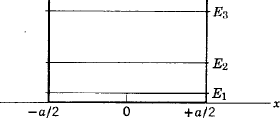 E₃
E₂
E₁
−a/2 0 +a/2 x